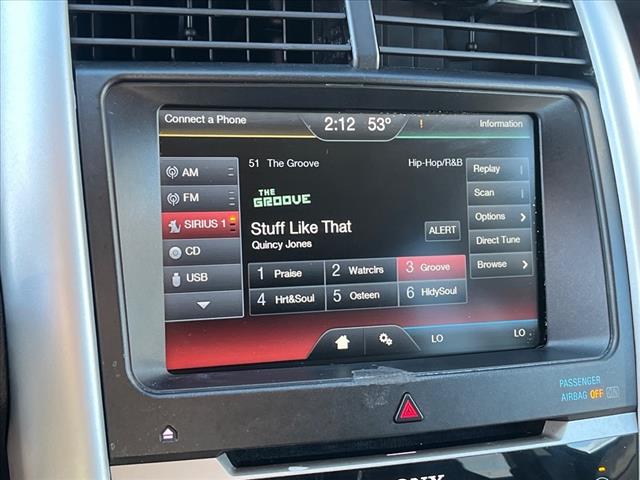 Connect a Phone 2:12 53° ! Information
51 The Groove Hip-Hop/R&B
AM
FM
SIRIUS 1
CD
USB
THE
GROOVE
Stuff Like That
Quincy Jones
ALERT
Replay
Scan
Options >
Direct Tune
Browse >
1 Praise 2 Watrclrs 3 Groove
4 Hrt&Soul 5 Osteen 6 HldySoul
LO LO
PASSENGER
AIRBAG OFF
SONY